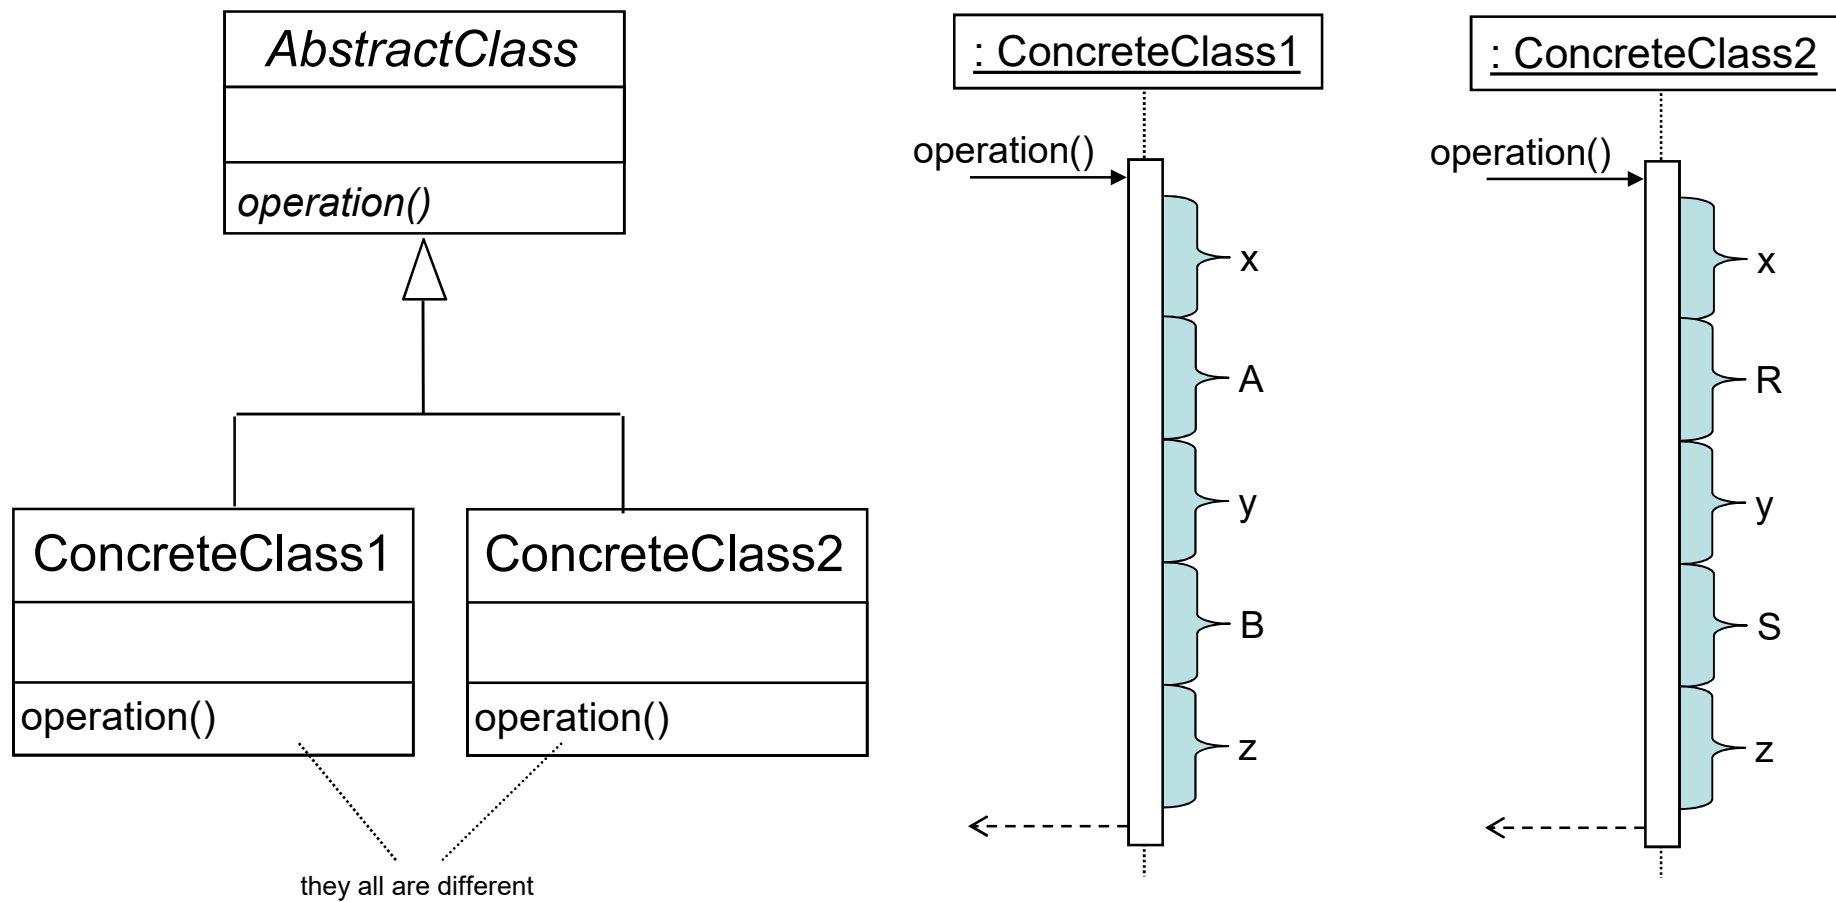 AbstractClass
operation()
ConcreteClass1
operation()
ConcreteClass2
operation()
they all are different
: ConcreteClass1
operation()
x
A
y
B
z
: ConcreteClass2
operation()
x
R
y
S
z